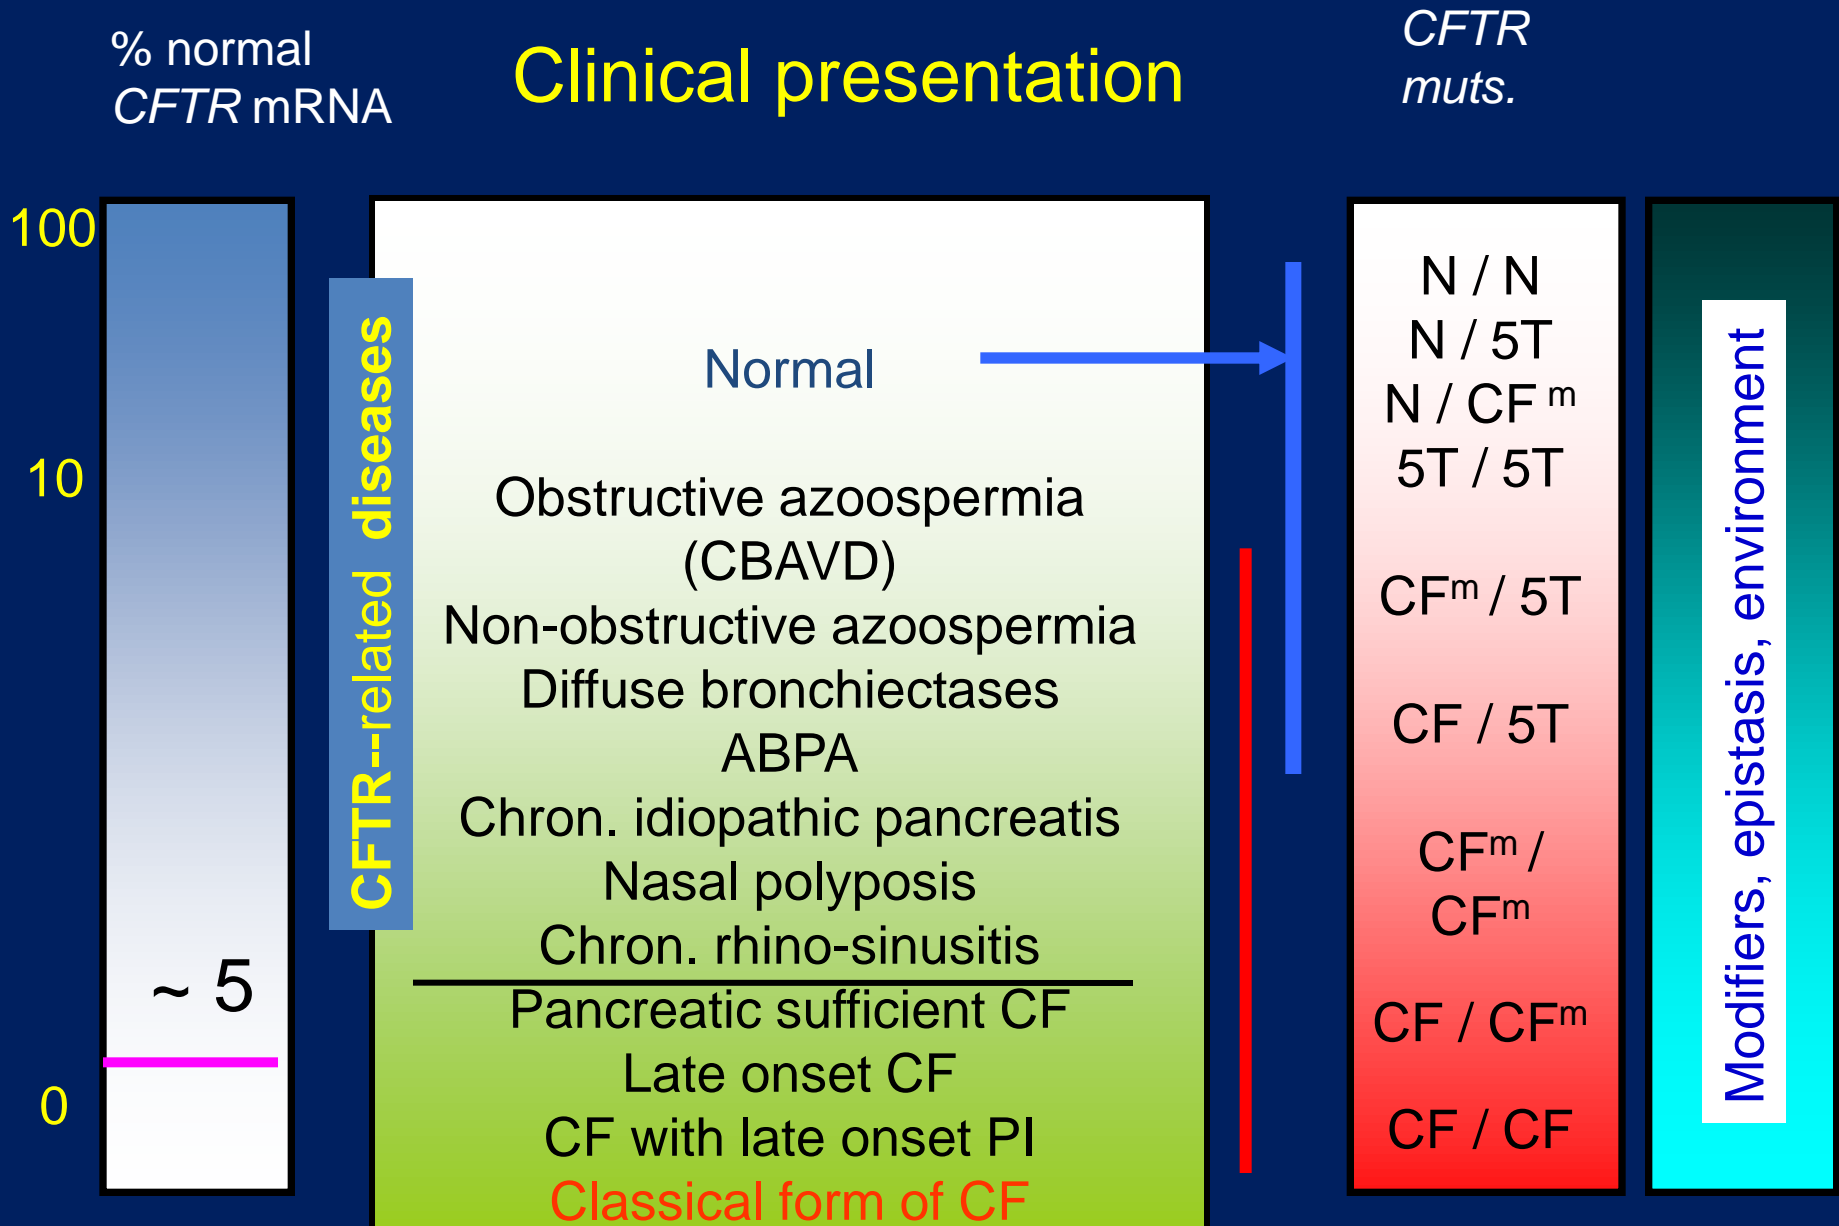 % normal
CFTR mRNA
Clinical presentation
CFTR
muts.
100
10
~ 5
0
CFTR--related diseases
Normal
Obstructive azoospermia
(CBAVD)
Non-obstructive azoospermia
Diffuse bronchiectases
ABPA
Chron. idiopathic pancreatis
Nasal polyposis
Chron. rhino-sinusitis
Pancreatic sufficient CF
Late onset CF
CF with late onset PI
Classical form of CF
N / N
N / 5T
N / CF m
5T / 5T
CFm / 5T
CF / 5T
CFm /
CFm
CF / CFm
CF / CF
Modifiers, epistasis, environment